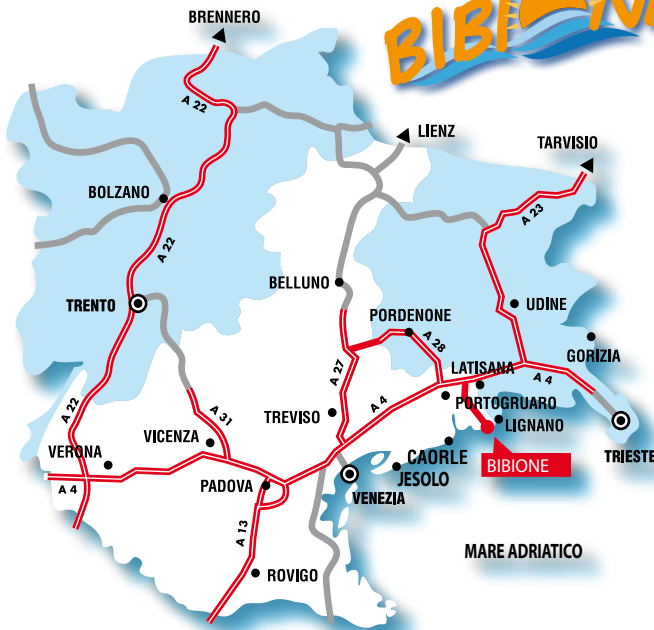 BRENNERO
A 22
LIENZ
TARVISIO
A 23
BOLZANO
A 22
BELLUNO
TRENTO
UDINE
PORDENONE
A 28
GORIZIA
LATISANA
A 4
A 27
A 22
A 31
A 4
PORTOGRUARO
TREVISO
LIGNANO
VICENZA
TRIESTE
VERONA
CAORLE
BIBIONE
JESOLO
A 4
PADOVA
VENEZIA
A 13
MARE ADRIATICO
ROVIGO